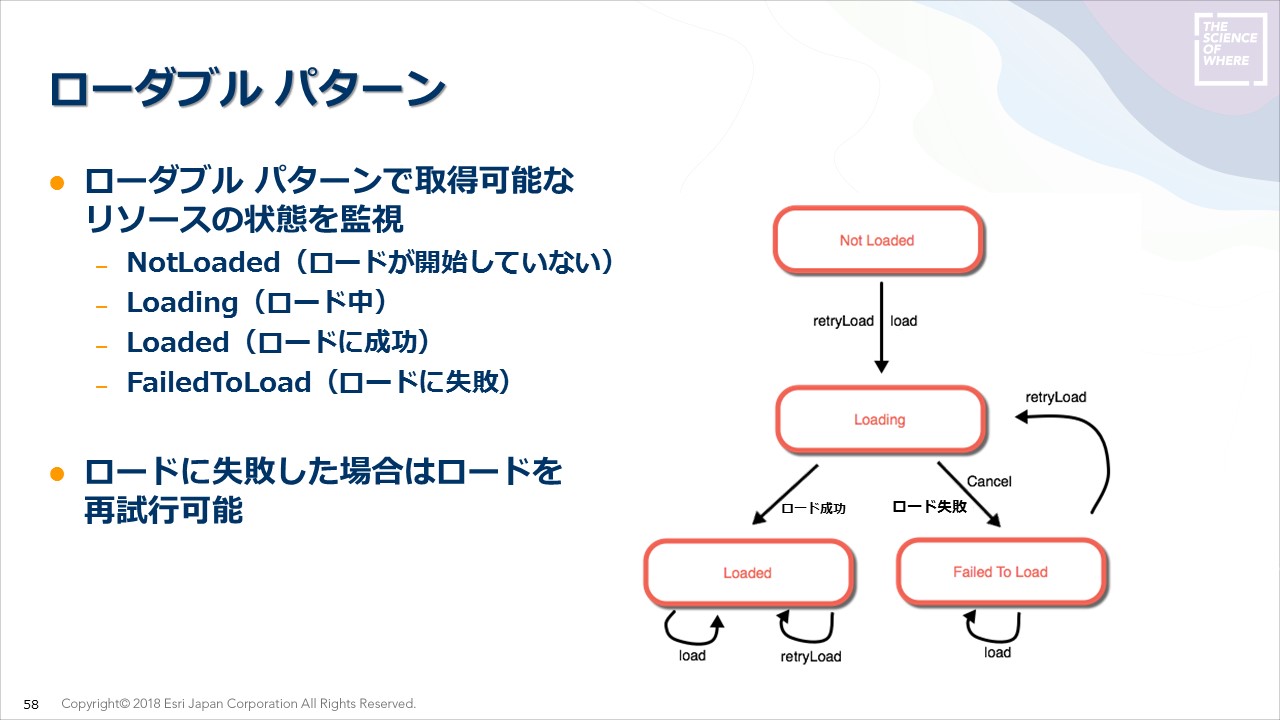 THE
SCIENCE
OF
WHERE
ローダブル パターン
ローダブル パターンで取得可能な
リソースの状態を監視
– NotLoaded（ロードが開始していない）
– Loading（ロード中）
– Loaded（ロードに成功）
– FailedToLoad（ロードに失敗）
ロードに失敗した場合はロードを
再試行可能
Not Loaded
retryLoad load
Loading
retryLoad
Cancel
ロード成功
ロード失敗
Loaded
Failed To Load
load
retryLoad
load
58
Copyright© 2018 Esri Japan Corporation All Rights Reserved.